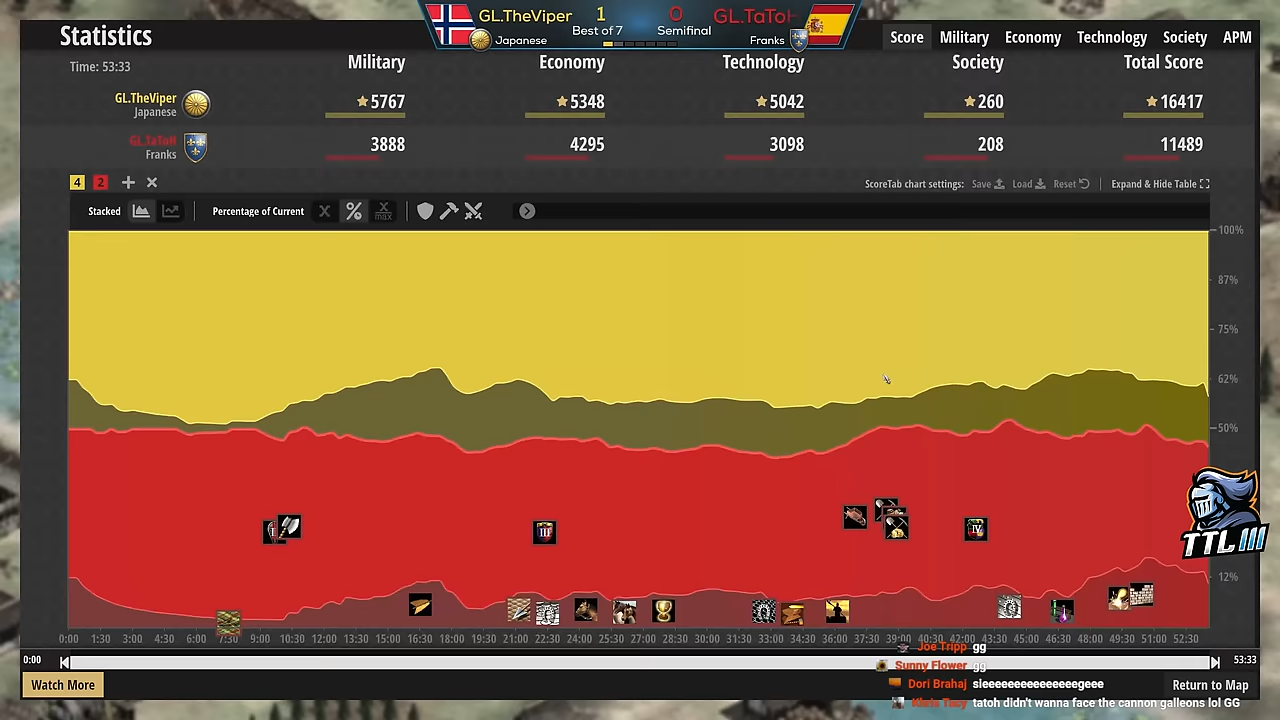 Statistics
GL.TheViper 1 0 GL.TaToH
Japanese Best of 7 Semifinal Franks
Score Military Economy Technology Society APM
Time: 53:33
Military Economy Technology Society Total Score
GL.TheViper
Japanese
5767 5348 5042 260 16417
GL.TaToH
Franks
3888 4295 3098 208 11489
4 2
ScoreTab chart settings: Save Load Reset Expand & Hide Table
Stacked Percentage of Current X % X max
100%
87%
75%
62%
50%
III
IV
TTL III
12%
0:00 1:30 3:00 4:30 6:00 7:30 9:00 10:30 12:00 13:30 15:00 16:30 18:00 19:30 21:00 22:30 24:00 25:30 27:00 28:30 30:00 31:30 33:00 34:30 36:00 37:30 39:00 40:30 42:00 43:30 45:00 46:30 48:00 49:30 51:00 52:30
Joe Tripp gg
0:00 53:33
Sunny Flower gg
Watch More
Dori Brahaj sleeeeeeeeeeeeeeegeee
Return to Map
tatoh didn't wanna face the cannon galleons lol GG